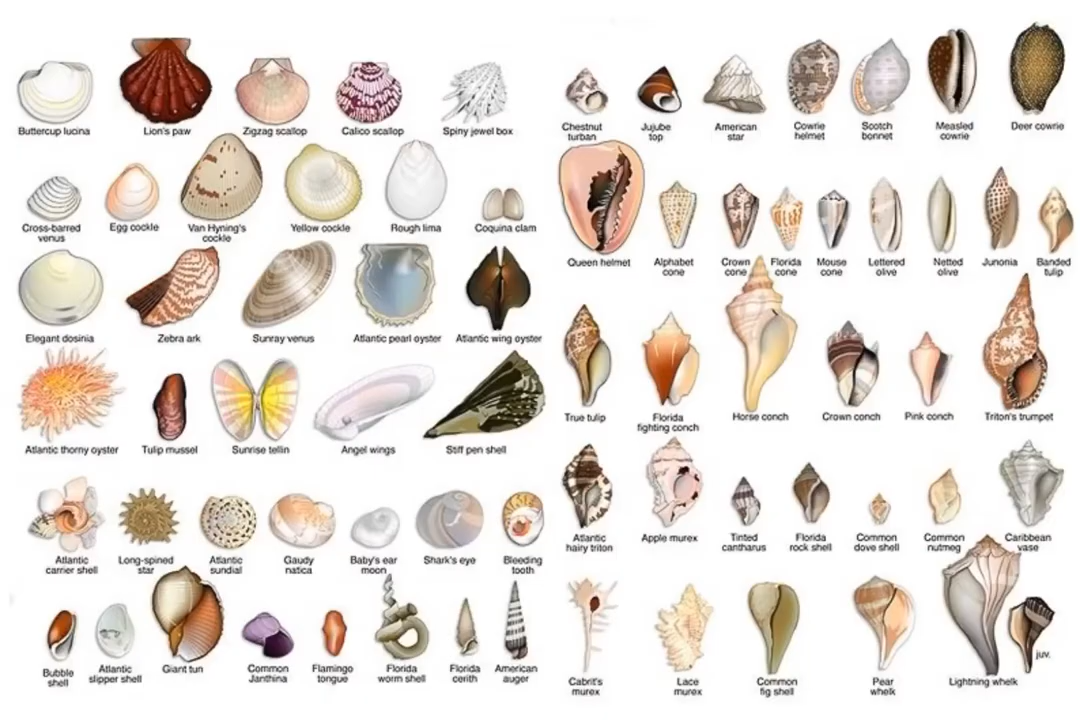 Buttercup lucina
Lion's paw
Zigzag scallop
Calico scallop
Spiny jewel box
Cross-barred
venus
Egg cockle
Van Hyning's
cockle
Yellow cockle
Rough lima
Coquina clam
Elegant dosinia
Zebra ark
Sunray venus
Atlantic pearl oyster
Atlantic wing oyster
Atlantic thorny oyster
Tulip mussel
Sunrise tellin
Angel wings
Stiff pen shell
Atlantic
carrier shell
Long-spined
star
Atlantic
sundial
Gaudy
natica
Baby's ear
moon
Shark's eye
Bleeding
tooth
Bubble
shell
Atlantic
slipper shell
Giant tun
Common
Janthina
Flamingo
tongue
Florida
worm shell
Florida
cerith
American
auger
Chestnut
turban
Jujube
top
American
star
Cowrie
helmet
Scotch
bonnet
Measled
cowrie
Deer cowrie
Queen helmet
Alphabet
cone
Crown
cone
Florida
cone
Mouse
cone
Lettered
olive
Netted
olive
Junonia
Banded
tulip
True tulip
Florida
fighting conch
Horse conch
Crown conch
Pink conch
Triton's trumpet
Atlantic
hairy triton
Apple murex
Tinted
cantharus
Florida
rock shell
Common
dove shell
Common
nutmeg
Caribbean
vase
Cabrit's
murex
Lace
murex
Common
fig shell
Pear
whelk
Lightning whelk
juv.